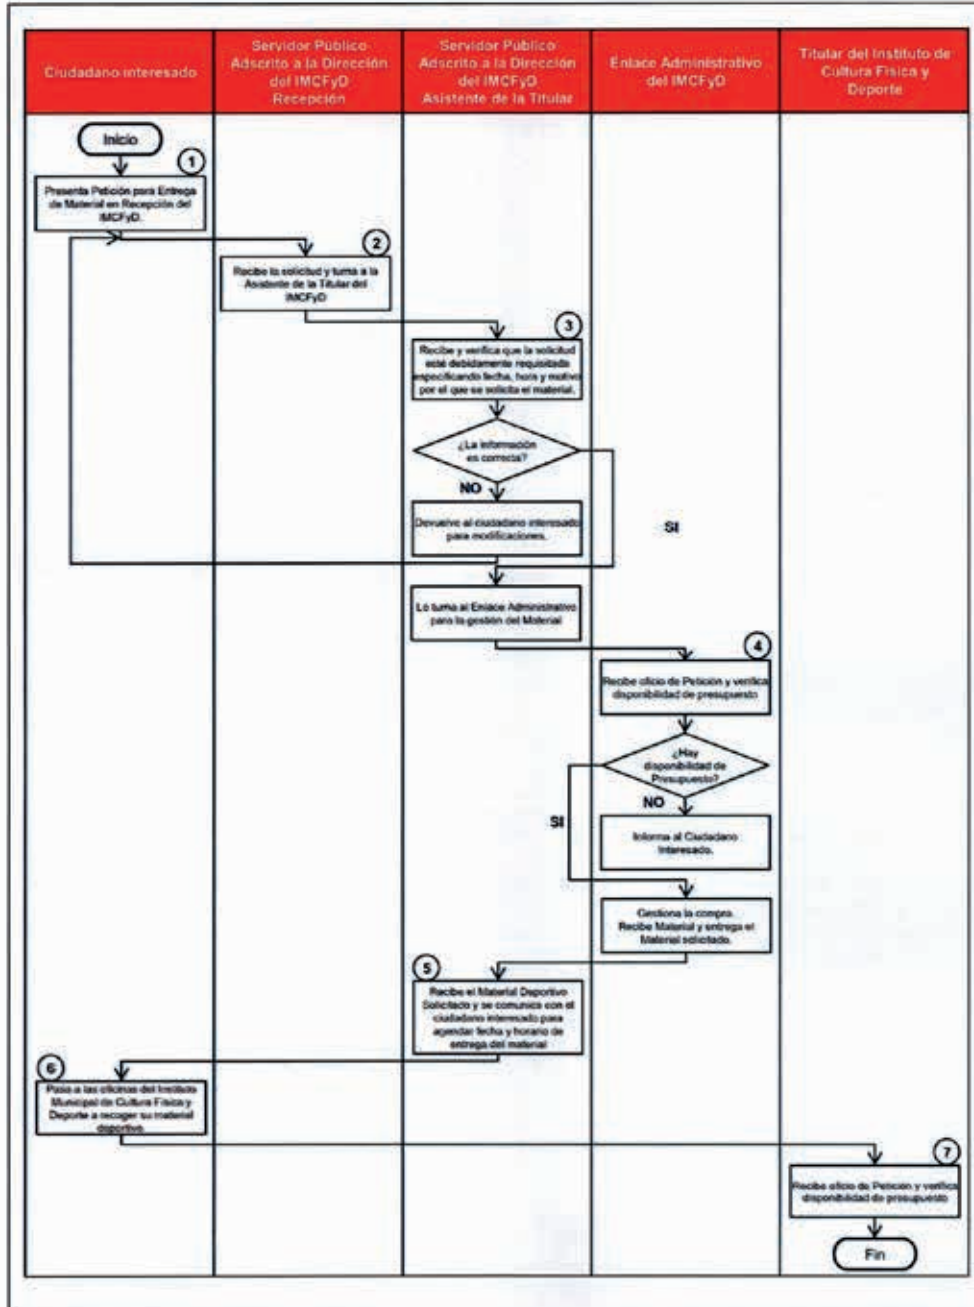 Ciudadano interesado
Servidor Público
Adscrito a la Dirección
del IMCFyD
Recepción
Servidor Público
Adscrito a la Dirección
del IMCFyD
Asistente de la Titular
Enlace Administrativo
del IMCFyD
Titular del Instituto de
Cultura Física y
Deporte
Inicio
1
Presenta Petición para Entrega
de Material en Recepción del
IMCFyD.
2
Recibe la solicitud y turna a la
Asistente de la Titular del
IMCFyD
3
Recibe y verifica que la solicitud
esté debidamente requisitada
especificando fecha, hora y motivo
por el que se solicita el material.
¿La información
es correcta?
NO
SI
Devuelve al ciudadano interesado
para modificaciones.
Lo turna al Enlace Administrativo
para la gestión del Material
4
Recibe oficio de Petición y verifica
disponibilidad de presupuesto
¿Hay
disponibilidad de
Presupuesto?
NO
SI
Informa al Ciudadano
Interesado.
Gestiona la compra.
Recibe Material y entrega el
Material solicitado.
5
Recibe el Material Deportivo
Solicitado y se comunica con el
ciudadano interesado para
agendar fecha y horario de
entrega del material
6
Pasa a las oficinas del Instituto
Municipal de Cultura Física y
Deporte a recoger su material
deportivo.
7
Recibe oficio de Petición y verifica
disponibilidad de presupuesto
Fin